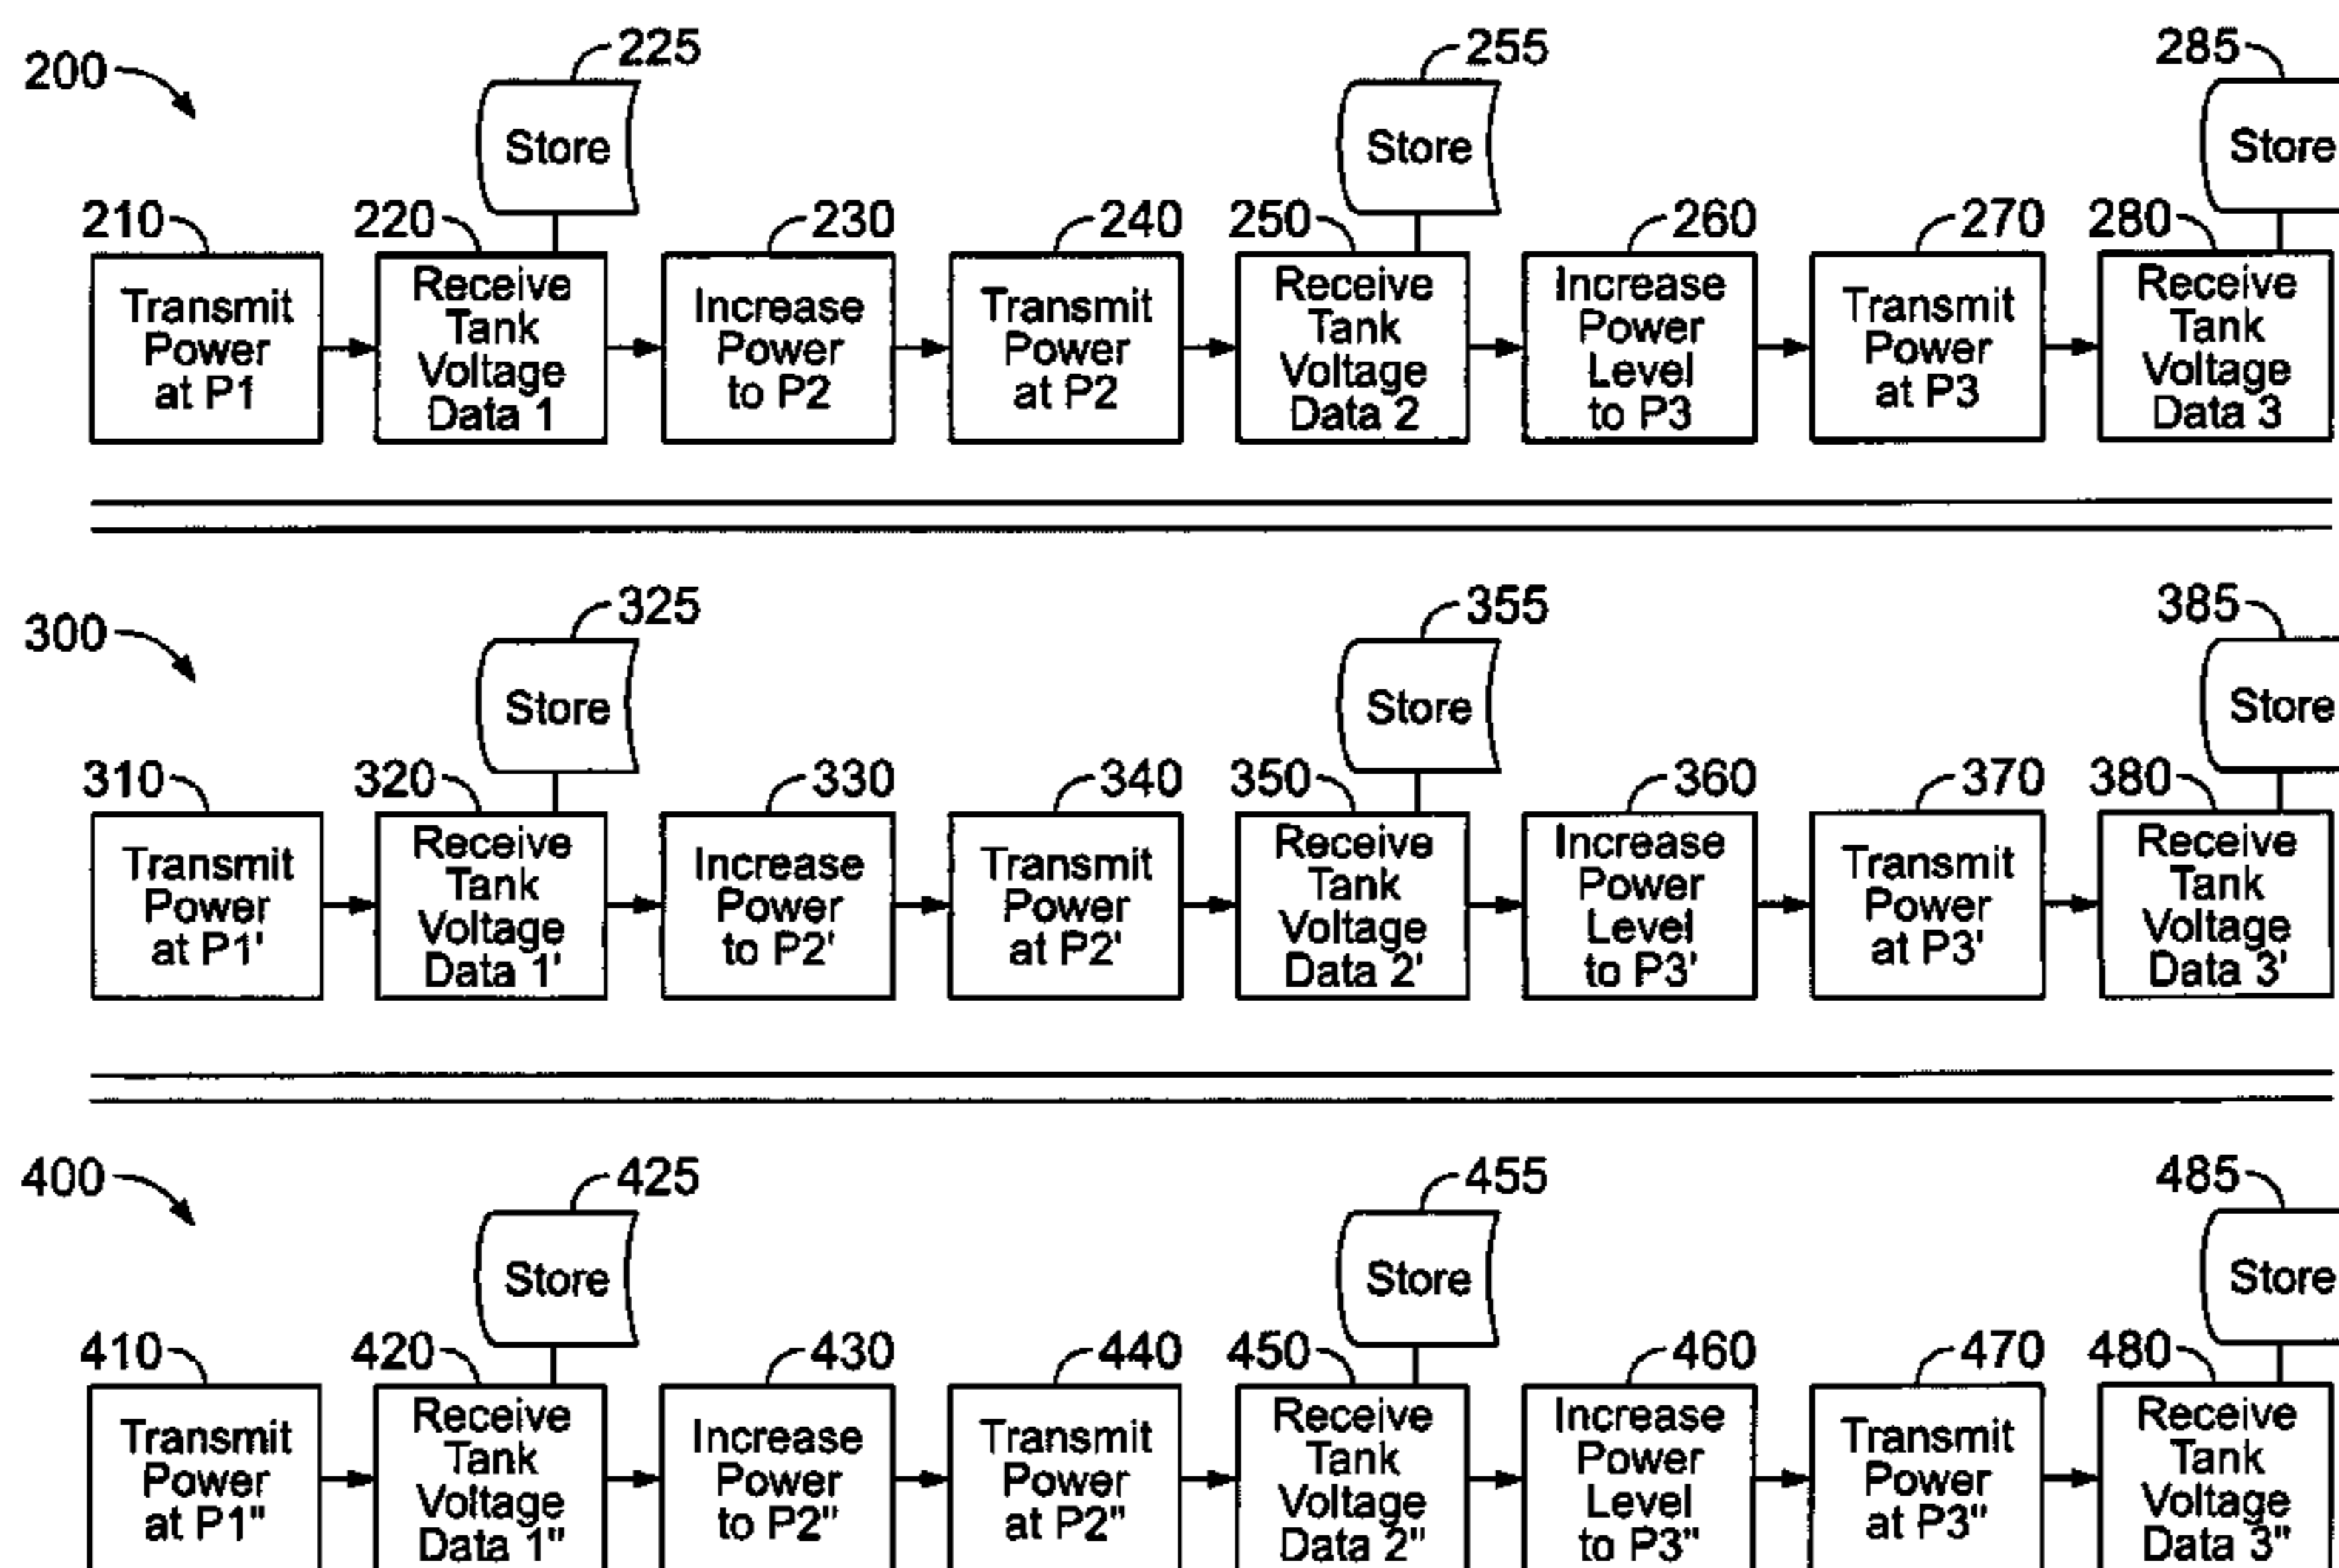 200
225
255
285
Store
Store
Store
210
220
230
240
250
260
270
280
Transmit
Power
at P1
Receive
Tank
Voltage
Data 1
Increase
Power
to P2
Transmit
Power
at P2
Receive
Tank
Voltage
Data 2
Increase
Power
Level
to P3
Transmit
Power
at P3
Receive
Tank
Voltage
Data 3
300
325
355
385
Store
Store
Store
310
320
330
340
350
360
370
380
Transmit
Power
at P1'
Receive
Tank
Voltage
Data 1'
Increase
Power
to P2'
Transmit
Power
at P2'
Receive
Tank
Voltage
Data 2'
Increase
Power
Level
to P3'
Transmit
Power
at P3'
Receive
Tank
Voltage
Data 3'
400
425
455
485
Store
Store
Store
410
420
430
440
450
460
470
480
Transmit
Power
at P1"
Receive
Tank
Voltage
Data 1"
Increase
Power
to P2"
Transmit
Power
at P2"
Receive
Tank
Voltage
Data 2"
Increase
Power
Level
to P3"
Transmit
Power
at P3"
Receive
Tank
Voltage
Data 3"